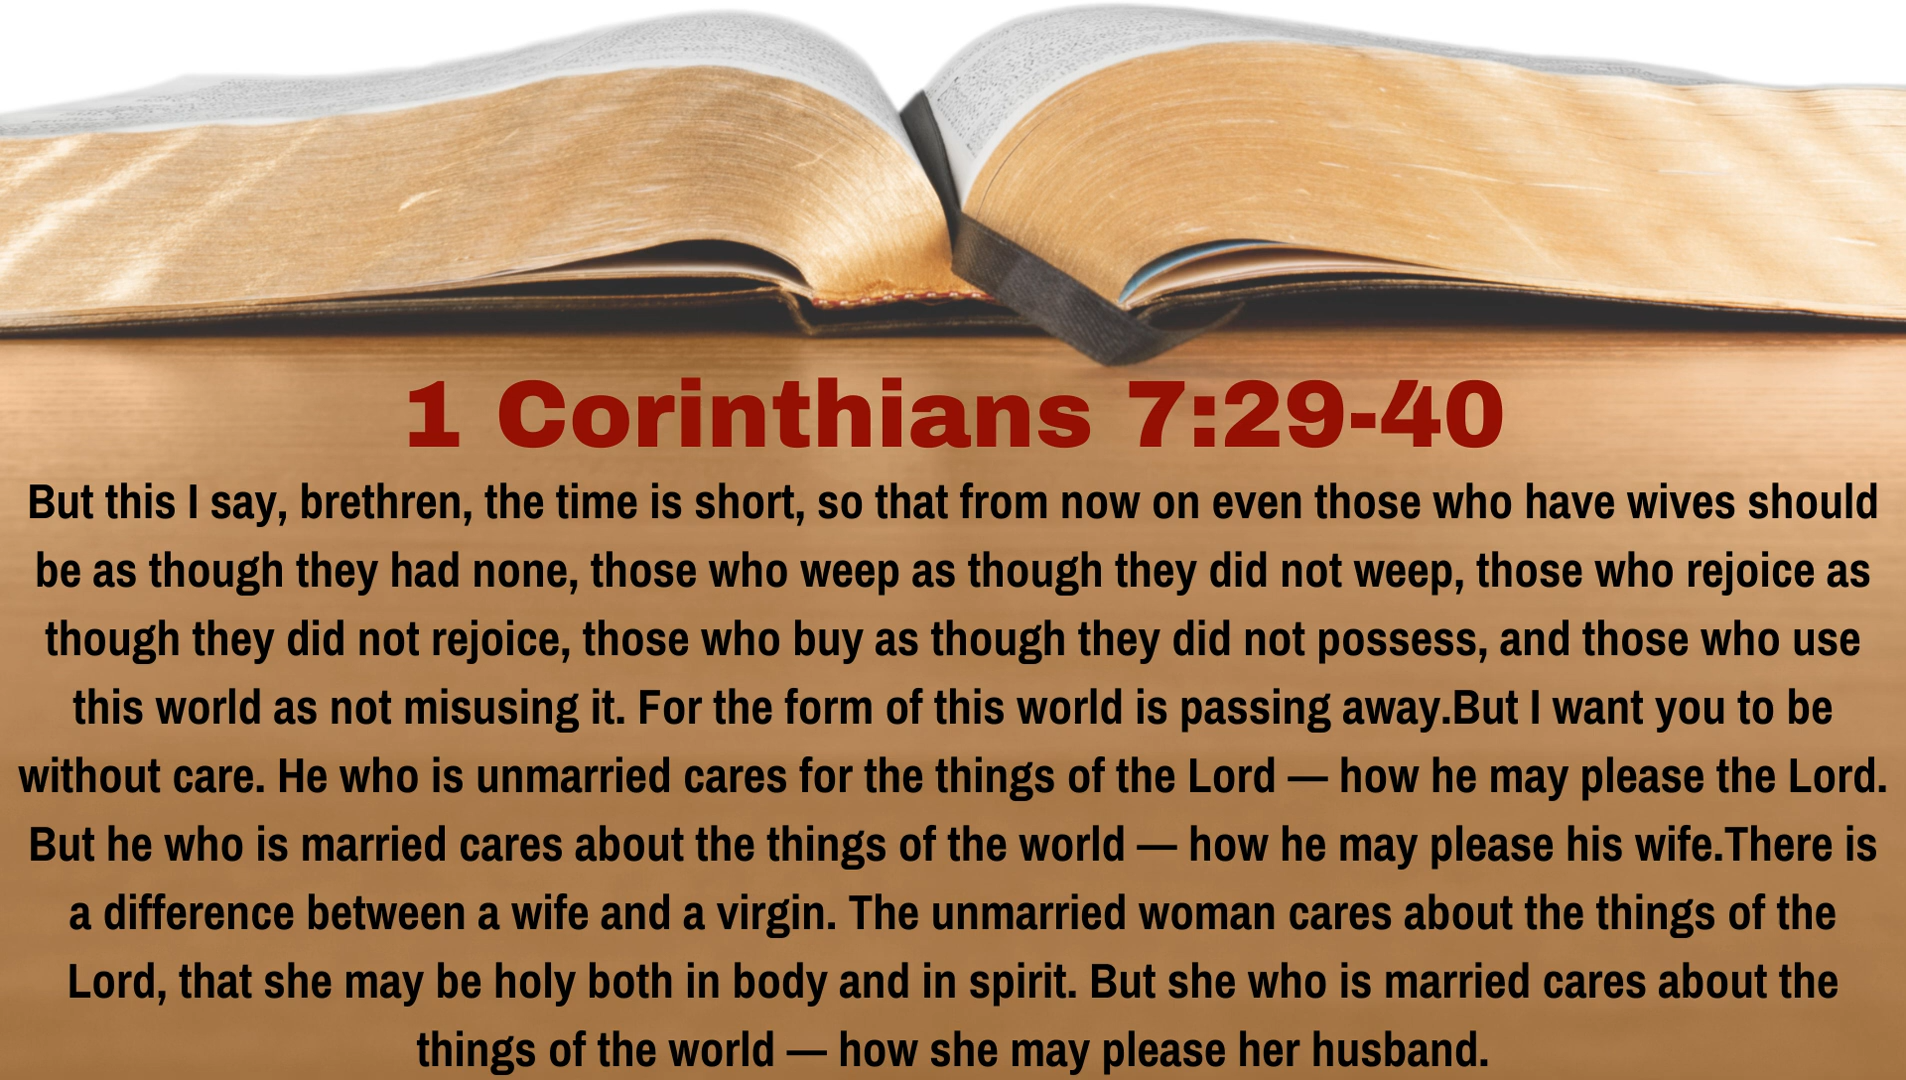 1 Corinthians 7:29-40
But this I say, brethren, the time is short, so that from now on even those who have wives should
be as though they had none, those who weep as though they did not weep, those who rejoice as
though they did not rejoice, those who buy as though they did not possess, and those who use
this world as not misusing it. For the form of this world is passing away.But I want you to be
without care. He who is unmarried cares for the things of the Lord — how he may please the Lord.
But he who is married cares about the things of the world — how he may please his wife.There is
a difference between a wife and a virgin. The unmarried woman cares about the things of the
Lord, that she may be holy both in body and in spirit. But she who is married cares about the
things of the world — how she may please her husband.